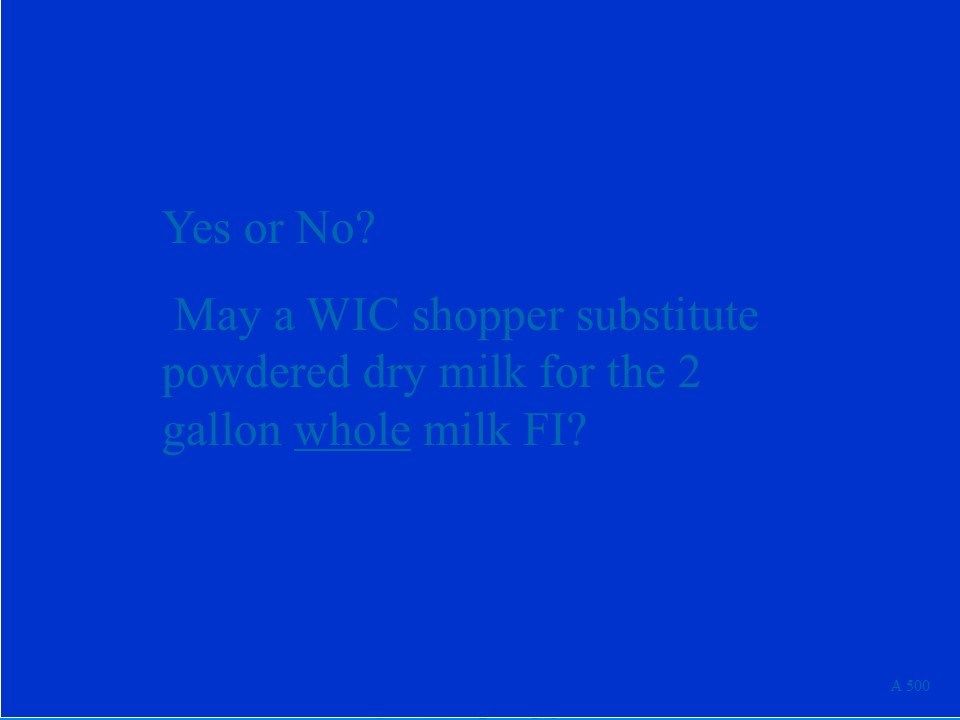 Yes or No?
May a WIC shopper substitute
powdered dry milk for the 2
gallon whole milk FI?
A 500